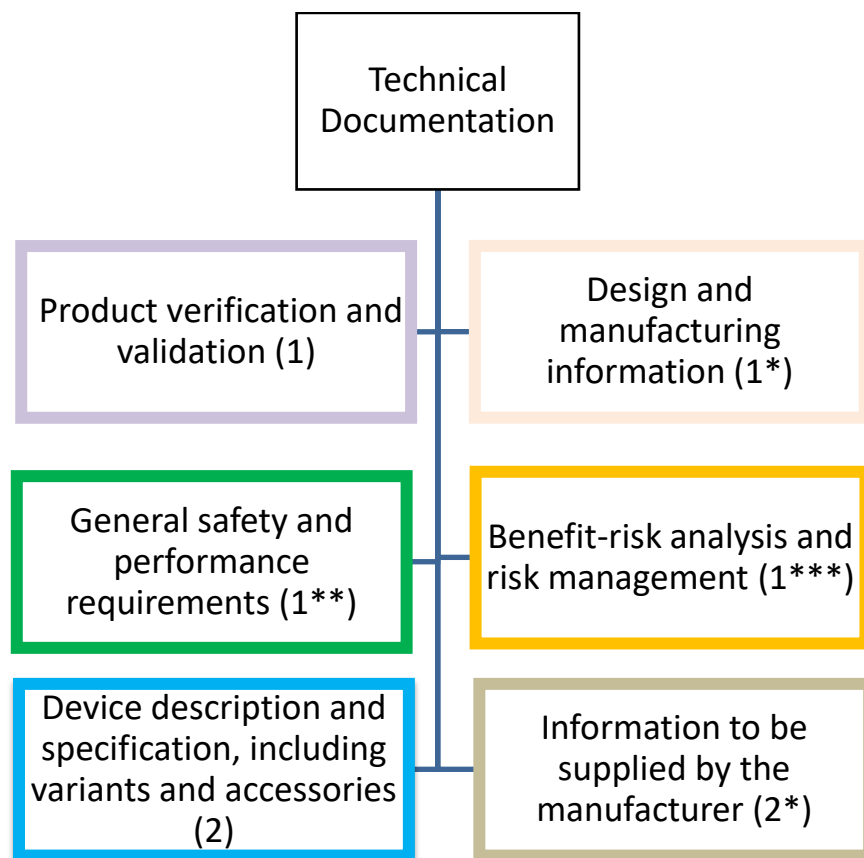 Technical
Documentation
Product verification and
validation (1)
Design and
manufacturing
information (1*)
General safety and
performance
requirements (1**)
Benefit-risk analysis and
risk management (1***)
Device description and
specification, including
variants and accessories
(2)
Information to be
supplied by the
manufacturer (2*)